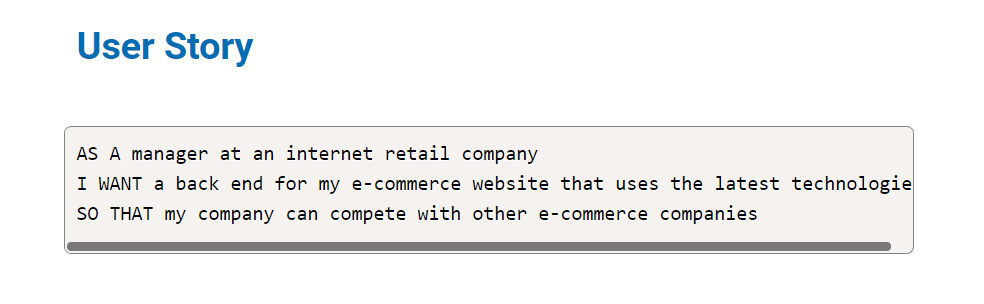 User Story
AS A manager at an internet retail company
I WANT a back end for my e-commerce website that uses the latest technologie
SO THAT my company can compete with other e-commerce companies